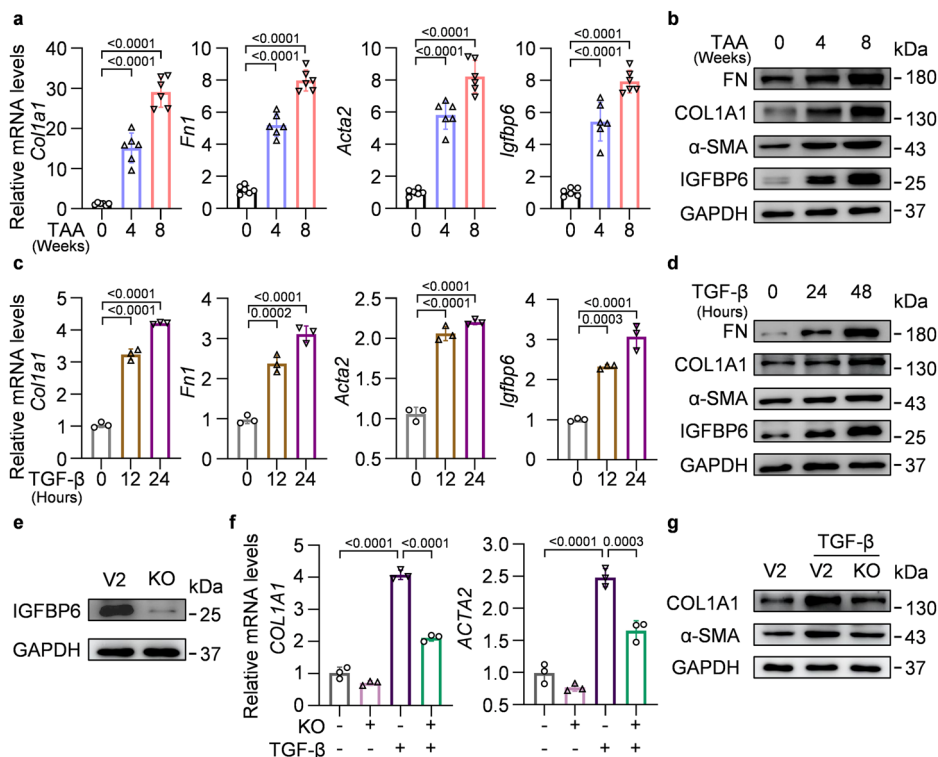 a
Relative mRNA levels
Col1a1
40
30
20
10
0
<0.0001
<0.0001
0 4 8
TAA
(Weeks)
Fn1
10
8
6
4
2
0
<0.0001
<0.0001
0 4 8
Acta2
10
8
6
4
2
0
<0.0001
<0.0001
0 4 8
Igfbp6
10
8
6
4
2
0
<0.0001
<0.0001
0 4 8
b
TAA
(Weeks)
0 4 8 kDa
FN -180
COL1A1 -130
α-SMA -43
IGFBP6 -25
GAPDH -37
c
Relative mRNA levels
Col1a1
5
4
3
2
1
0
<0.0001
<0.0001
0 12 24
TGF-β
(Hours)
Fn1
4
3
2
1
0
<0.0001
0.0002
0 12 24
Acta2
2.5
2.0
1.5
1.0
0.5
<0.0001
<0.0001
0 12 24
Igfbp6
4
3
2
1
0
<0.0001
0.0003
0 12 24
d
TGF-β
(Hours)
0 24 48 kDa
FN -180
COL1A1 -130
α-SMA -43
IGFBP6 -25
GAPDH -37
e
V2 KO kDa
IGFBP6 -25
GAPDH -37
f
Relative mRNA levels
COL1A1
5
4
3
2
1
0
<0.0001 <0.0001
KO - + - +
TGF-β - - + +
ACTA2
3.0
2.5
2.0
1.5
1.0
0.5
<0.0001 0.0003
- + - +
- - + +
g
TGF-β
V2 V2 KO kDa
COL1A1 -130
α-SMA -43
GAPDH -37